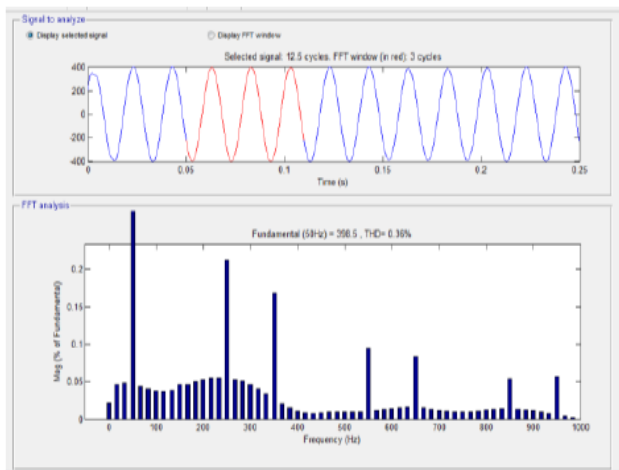 Signal to analyze
Display selected signal Display FFT window
Selected signal: 12.5 cycles. FFT window (in red): 3 cycles
400
200
0
-200
-400
0 0.05 0.1 0.15 0.2 0.25
Time (s)
FFT analysis
Fundamental (50Hz) = 398.5 , THD= 0.36%
0.2
0.15
0.1
0.05
0
Mag (% of Fundamental)
0 100 200 300 400 500 600 700 800 900 1000
Frequency (Hz)